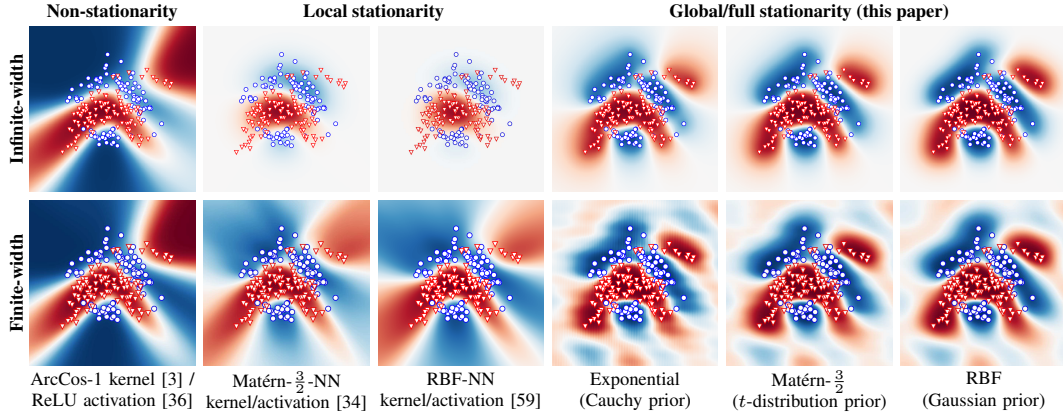 Non-stationarity
Local stationarity
Global/full stationarity (this paper)
Infinite-width
Finite-width
ArcCos-1 kernel [3] /
ReLU activation [36]
Matérn-3/2-NN
kernel/activation [34]
RBF-NN
kernel/activation [59]
Exponential
(Cauchy prior)
Matérn-3/2
(t-distribution prior)
RBF
(Gaussian prior)